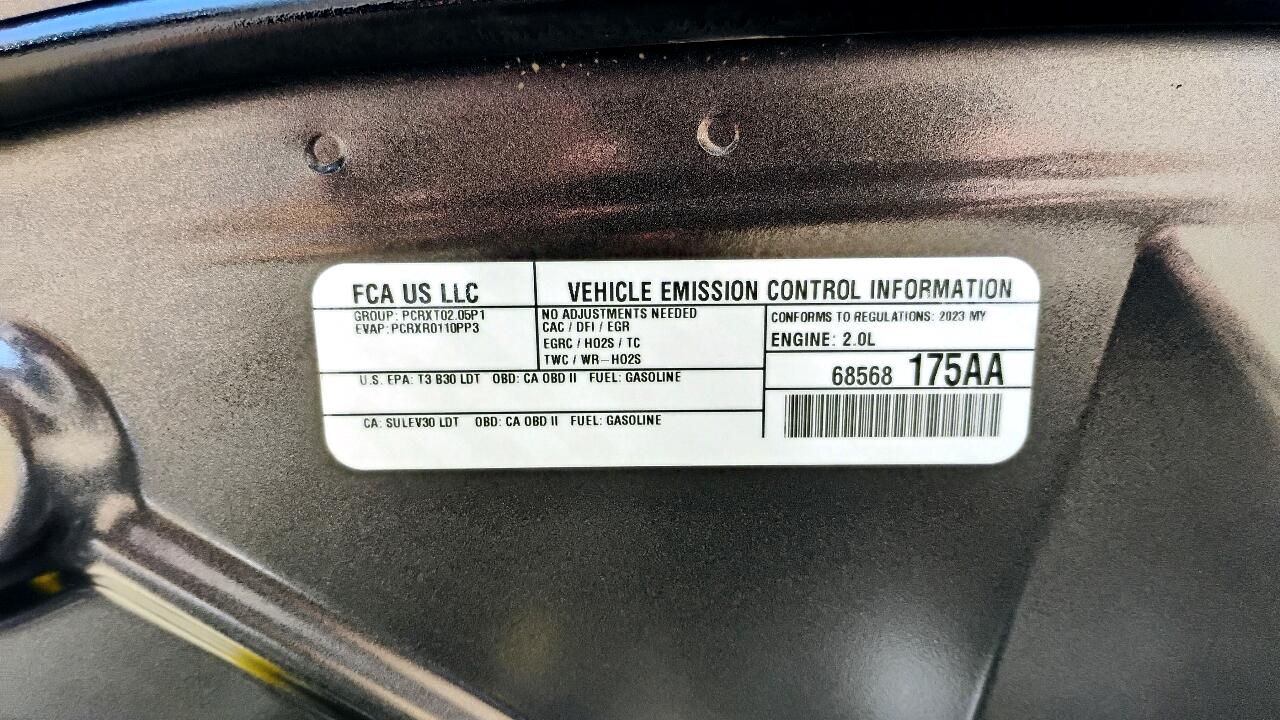 FCA US LLC
VEHICLE EMISSION CONTROL INFORMATION
GROUP: PCRXT02.05P1
EVAP: PCRXR0110PP3
NO ADJUSTMENTS NEEDED
CAC / DFI / EGR
EGRC / HO2S / TC
TWC / WR-HO2S
CONFORMS TO REGULATIONS: 2023 MY
ENGINE: 2.0L
68568 175AA
U.S. EPA: T3 B30 LDT OBD: CA OBD II FUEL: GASOLINE
CA: SULEV30 LDT OBD: CA OBD II FUEL: GASOLINE